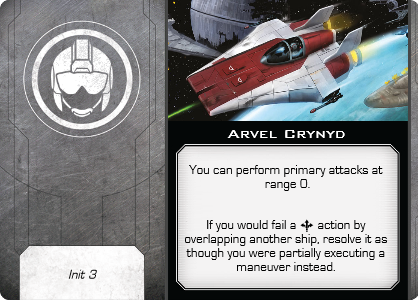 ARVEL CRYNYD
You can perform primary attacks at
range 0.
If you would fail a action by
overlapping another ship, resolve it as
though you were partially executing a
maneuver instead.
Init 3